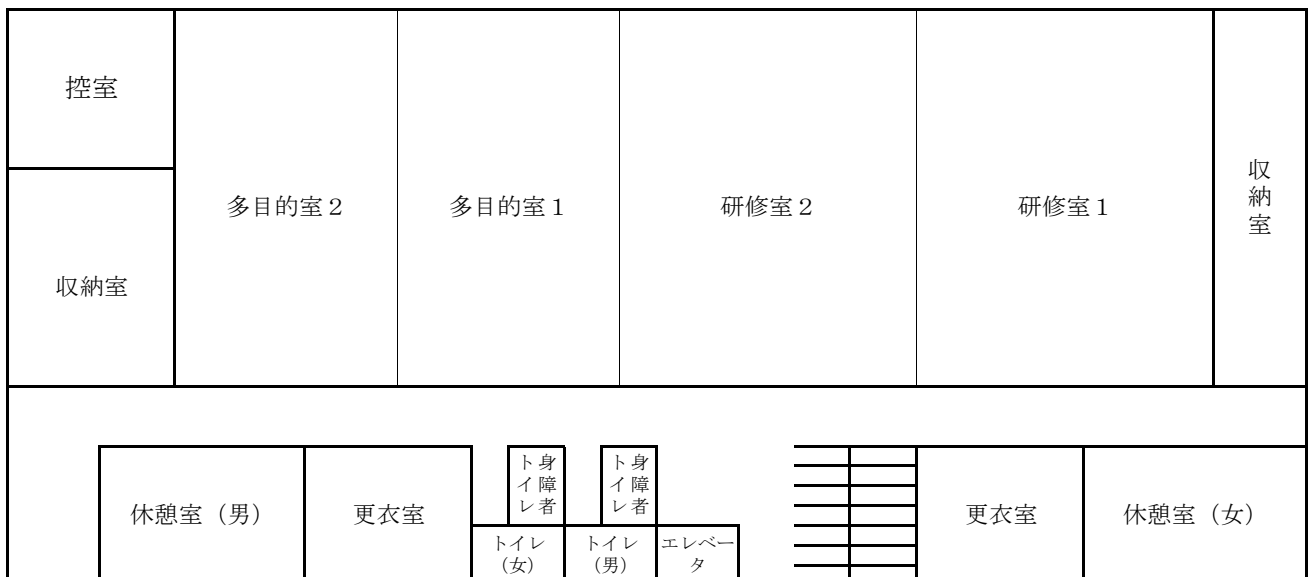 控室
多目的室２
多目的室１
研修室２
研修室１
収納室
収納室
休憩室（男）
更衣室
身障者
トイレ
身障者
トイレ
トイレ
（女）
トイレ
（男）
エレベー
タ
更衣室
休憩室（女）